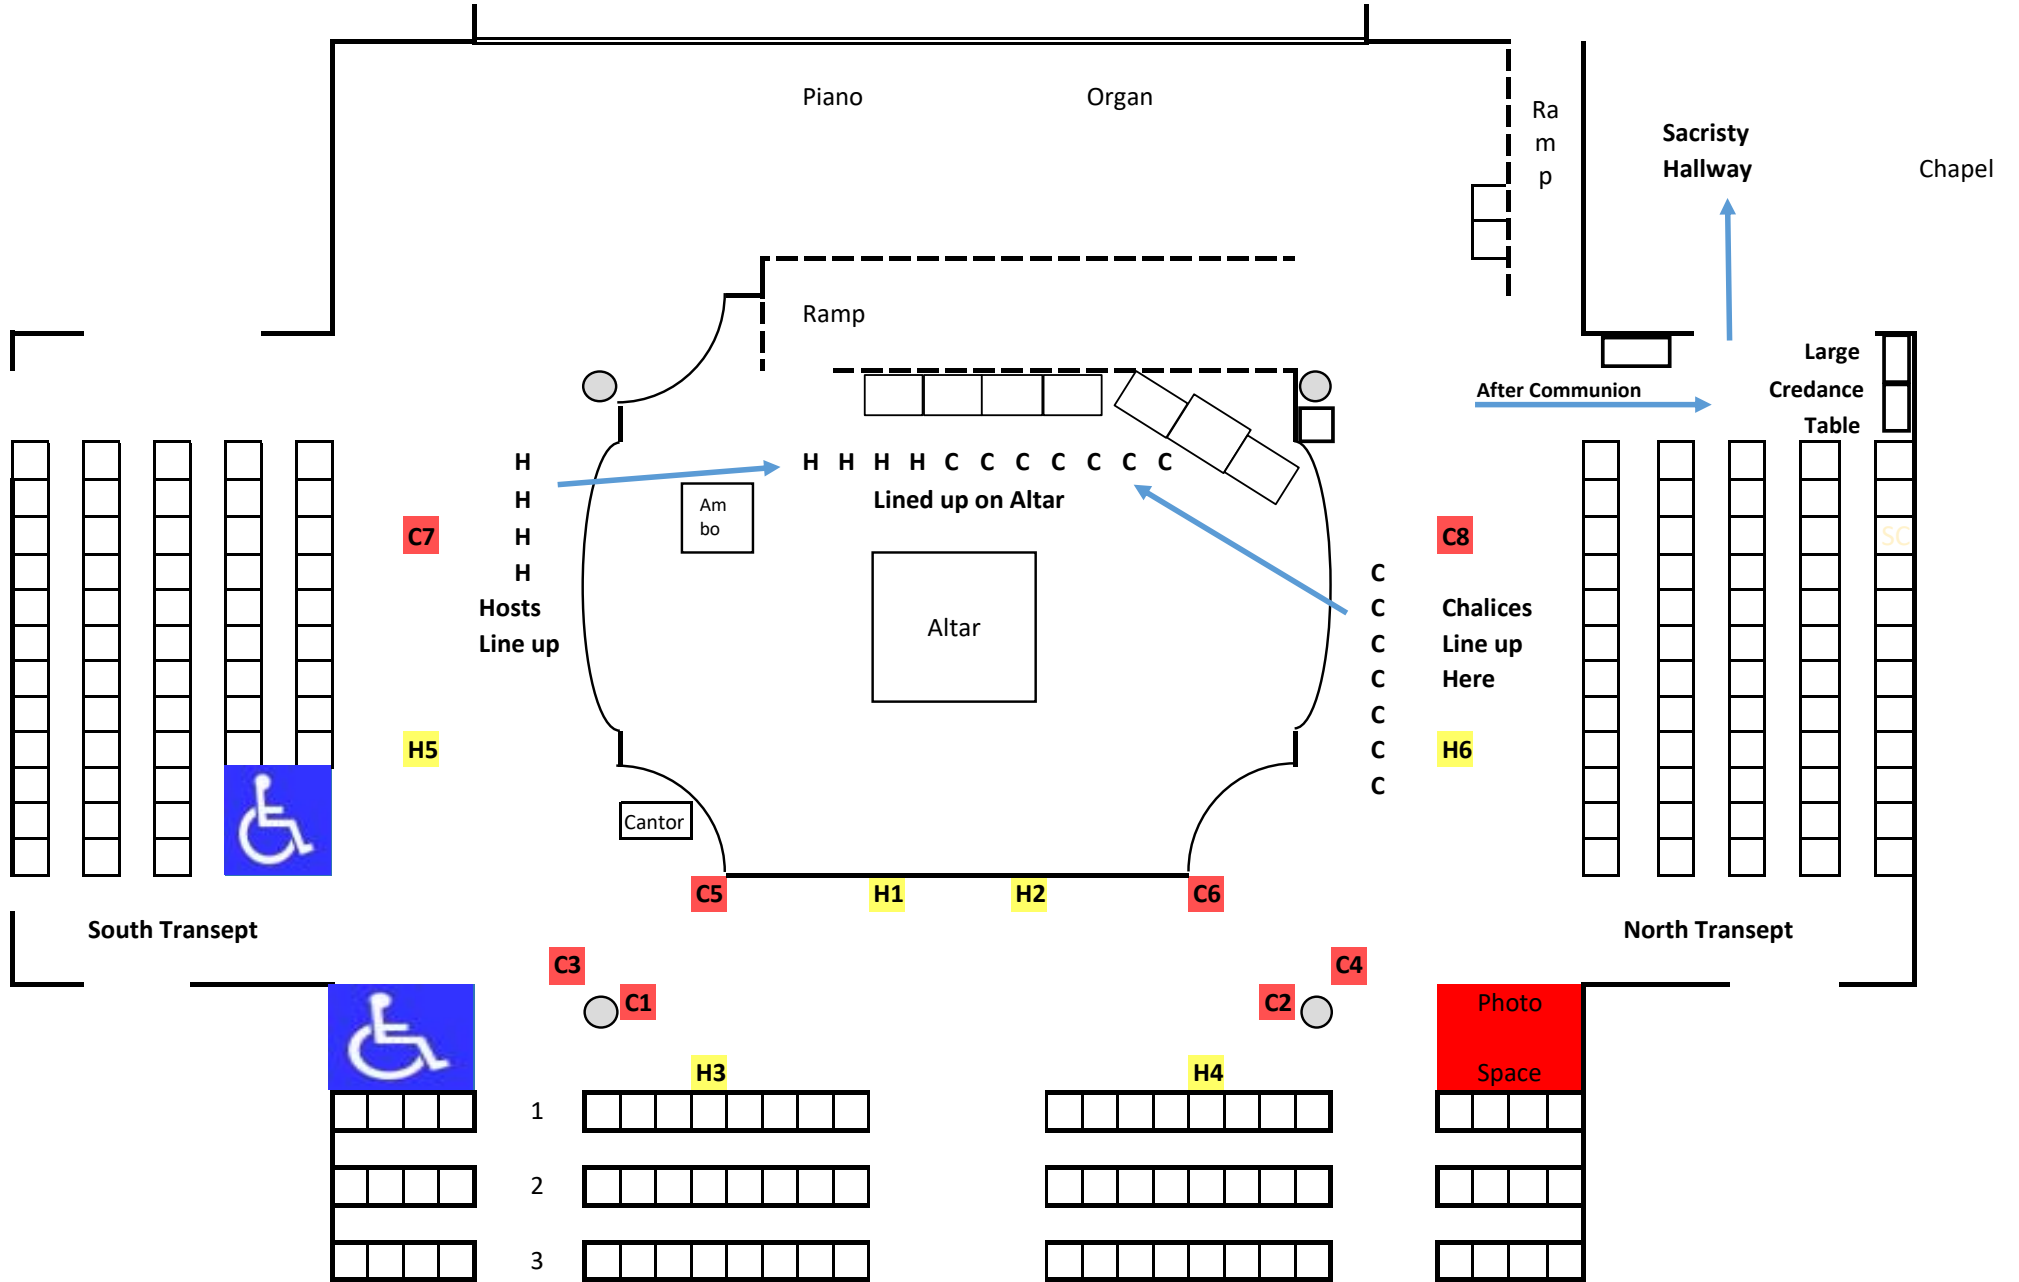 Piano Organ
Ra
m
p
Sacristy
Hallway
Chapel
Ramp
Large
Credance
Table
After Communion
H
H
H
H
Hosts
Line up
H H H H C C C C C C C
Lined up on Altar
Am
bo
C7
C8
SC
C
C
C
C
C
C
C
Chalices
Line up
Here
Altar
H5
H6
Cantor
C5 H1 H2 C6
South Transept
North Transept
C3 C4
C1 C2
Photo
Space
H3 H4
1
2
3